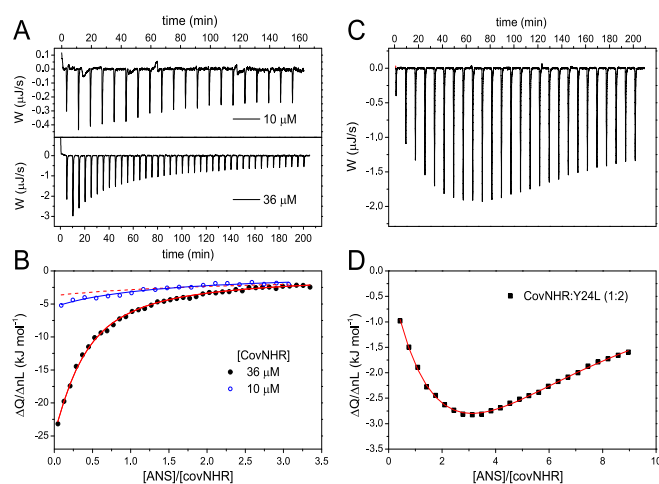 A
time (min)
0 20 40 60 80 100 120 140 160
0.1
0.0
-0.1
-0.2
-0.3
-0.4
W (μJ/s)
10 μM
0
-1
-2
-3
W (μJ/s)
36 μM
0 20 40 60 80 100 120 140 160 180 200
time (min)
B
0
-5
-10
-15
-20
-25
ΔQ/ΔnL (kJ mol⁻¹)
[CovNHR]
36 μM
10 μM
0.0 0.5 1.0 1.5 2.0 2.5 3.0 3.5
[ANS]/[covNHR]
C
time (min)
0 20 40 60 80 100 120 140 160 180 200
0.0
-0.5
-1.0
-1.5
-2.0
W (μJ/s)
D
0.0
-0.5
-1.0
-1.5
-2.0
-2.5
-3.0
-3.5
ΔQ/ΔnL (kJ mol⁻¹)
CovNHR:Y24L (1:2)
0 2 4 6 8 10
[ANS]/[covNHR]